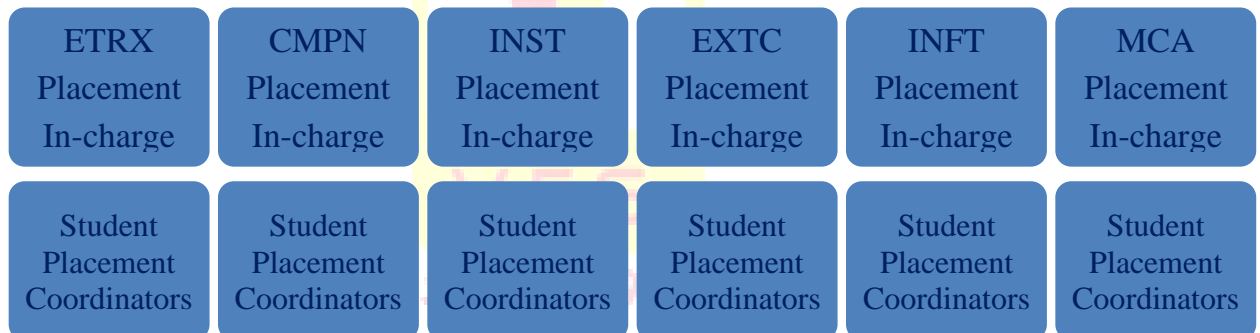 ETRX
Placement
In-charge
CMPN
Placement
In-charge
INST
Placement
In-charge
EXTC
Placement
In-charge
INFT
Placement
In-charge
MCA
Placement
In-charge
Student
Placement
Coordinators
Student
Placement
Coordinators
Student
Placement
Coordinators
Student
Placement
Coordinators
Student
Placement
Coordinators
Student
Placement
Coordinators